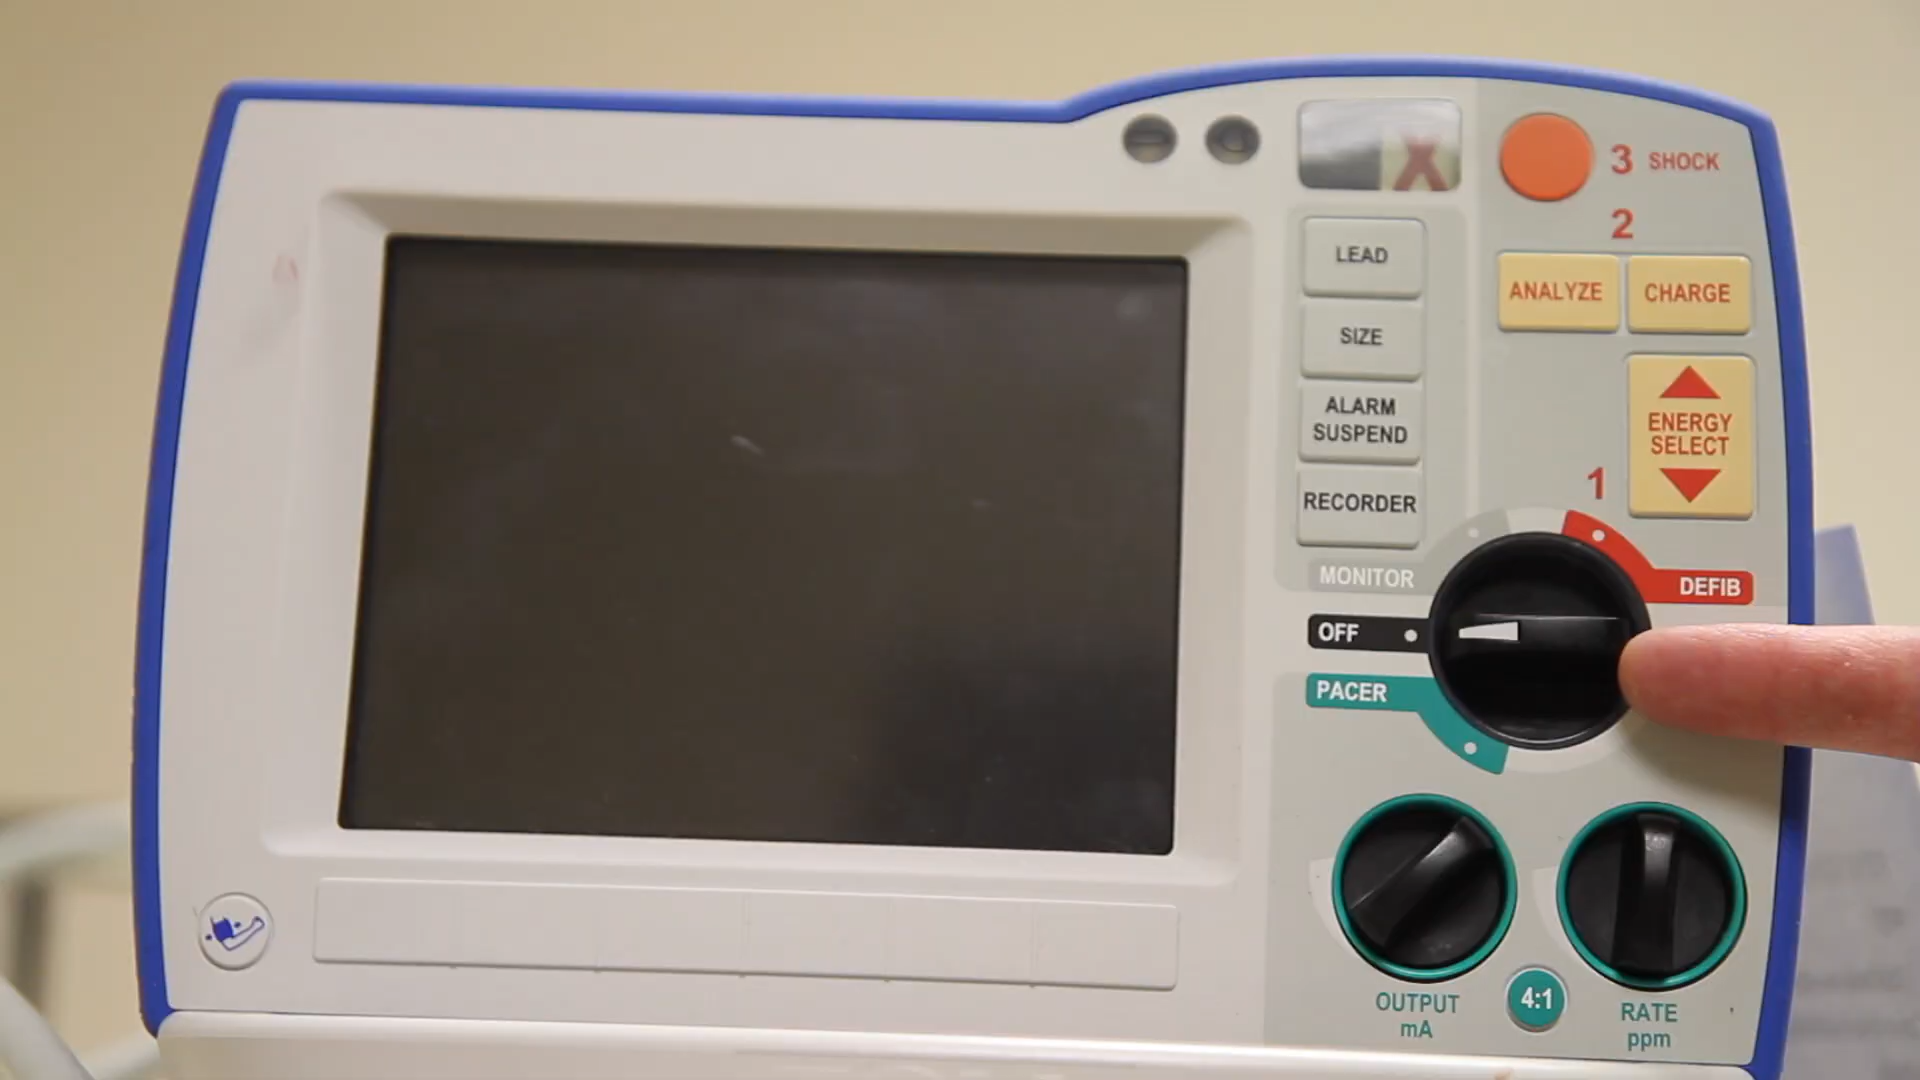 X
3 SHOCK
2
LEAD
ANALYZE
CHARGE
SIZE
ALARM
SUSPEND
ENERGY
SELECT
1
RECORDER
MONITOR
DEFIB
OFF
PACER
OUTPUT
mA
4:1
RATE
ppm